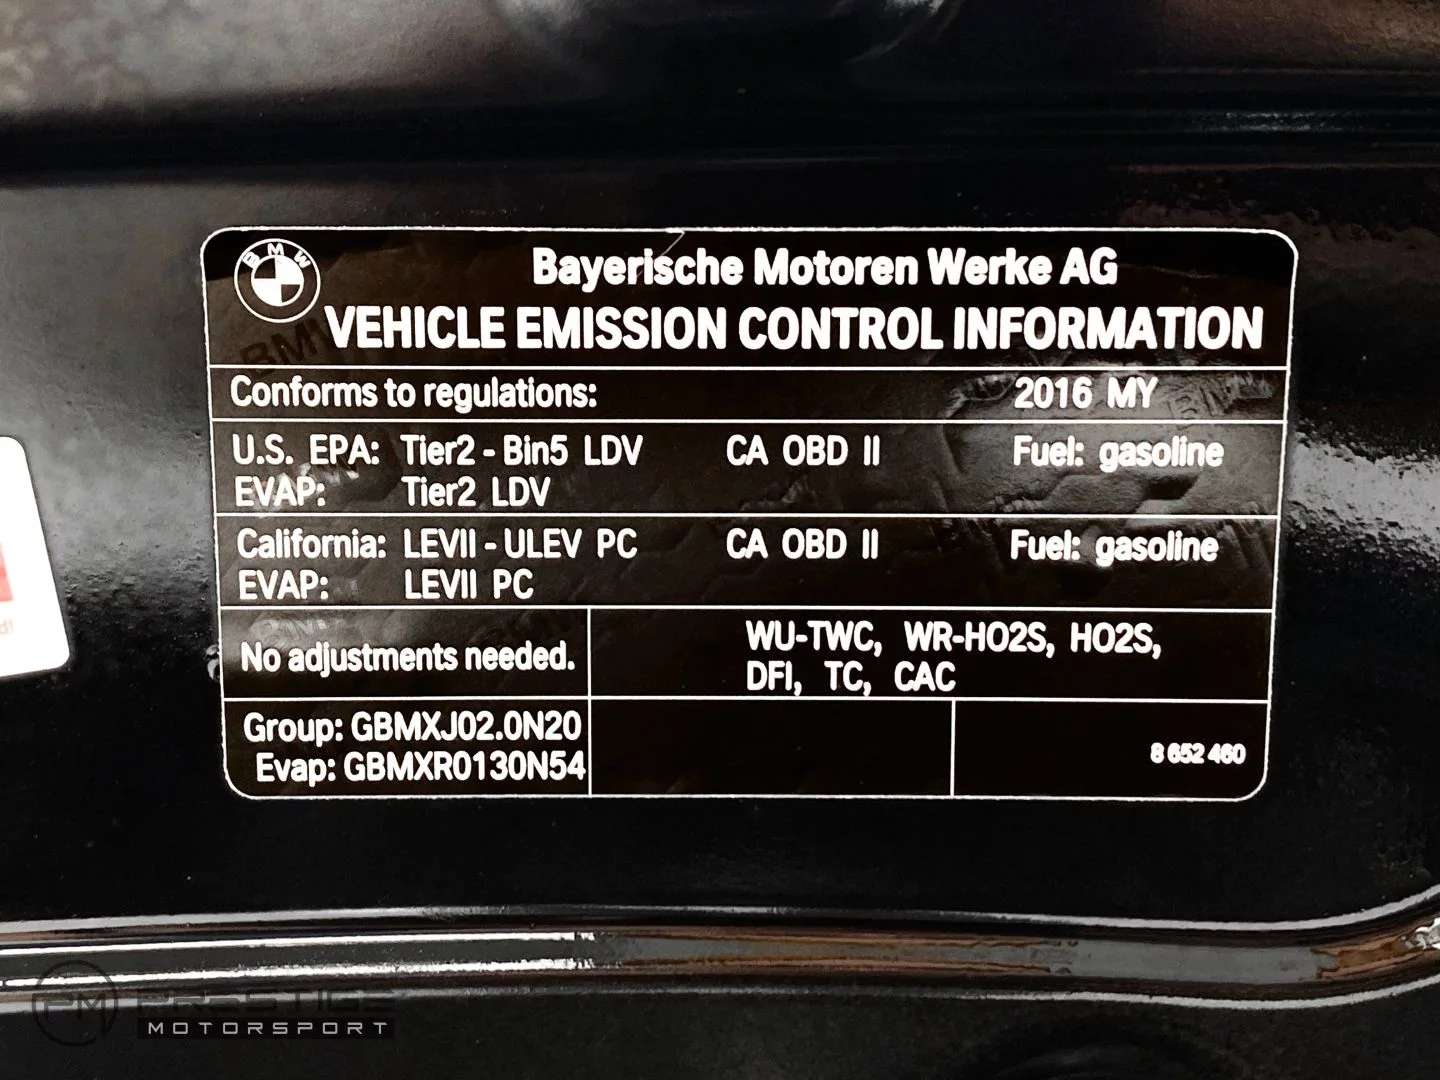 BMW
Bayerische Motoren Werke AG
VEHICLE EMISSION CONTROL INFORMATION
Conforms to regulations: 2016 MY
U.S. EPA: Tier2 - Bin5 LDV CA OBD II Fuel: gasoline
EVAP: Tier2 LDV
California: LEVII - ULEV PC CA OBD II Fuel: gasoline
EVAP: LEVII PC
No adjustments needed.
WU-TWC, WR-HO2S, HO2S,
DFI, TC, CAC
Group: GBMXJ02.0N20
Evap: GBMXR0130N54
8 652 460
PM PRESTIGE
MOTORSPORT